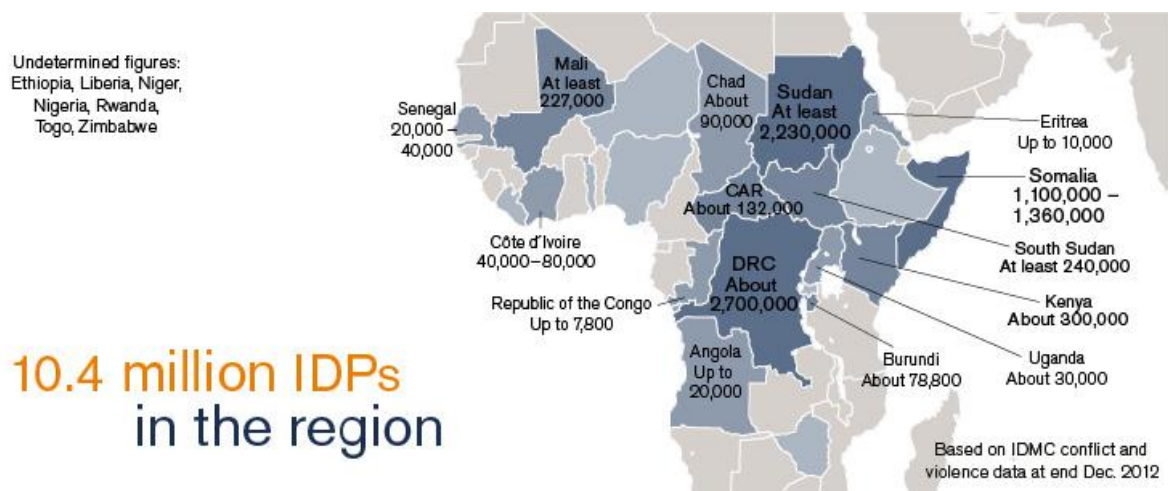 Undetermined figures:
Ethiopia, Liberia, Niger,
Nigeria, Rwanda,
Togo, Zimbabwe
Senegal
20,000 –
40,000
Mali
At least
227,000
Chad
About
90,000
Sudan
At least
2,230,000
Eritrea
Up to 10,000
Somalia
1,100,000 –
1,360,000
CAR
About 132,000
South Sudan
At least 240,000
Côte d´Ivoire
40,000–80,000
DRC
About
2,700,000
Kenya
About 300,000
Republic of the Congo
Up to 7,800
Uganda
About 30,000
Burundi
About 78,800
Angola
Up to
20,000
10.4 million IDPs
in the region
Based on IDMC conflict and
violence data at end Dec. 2012